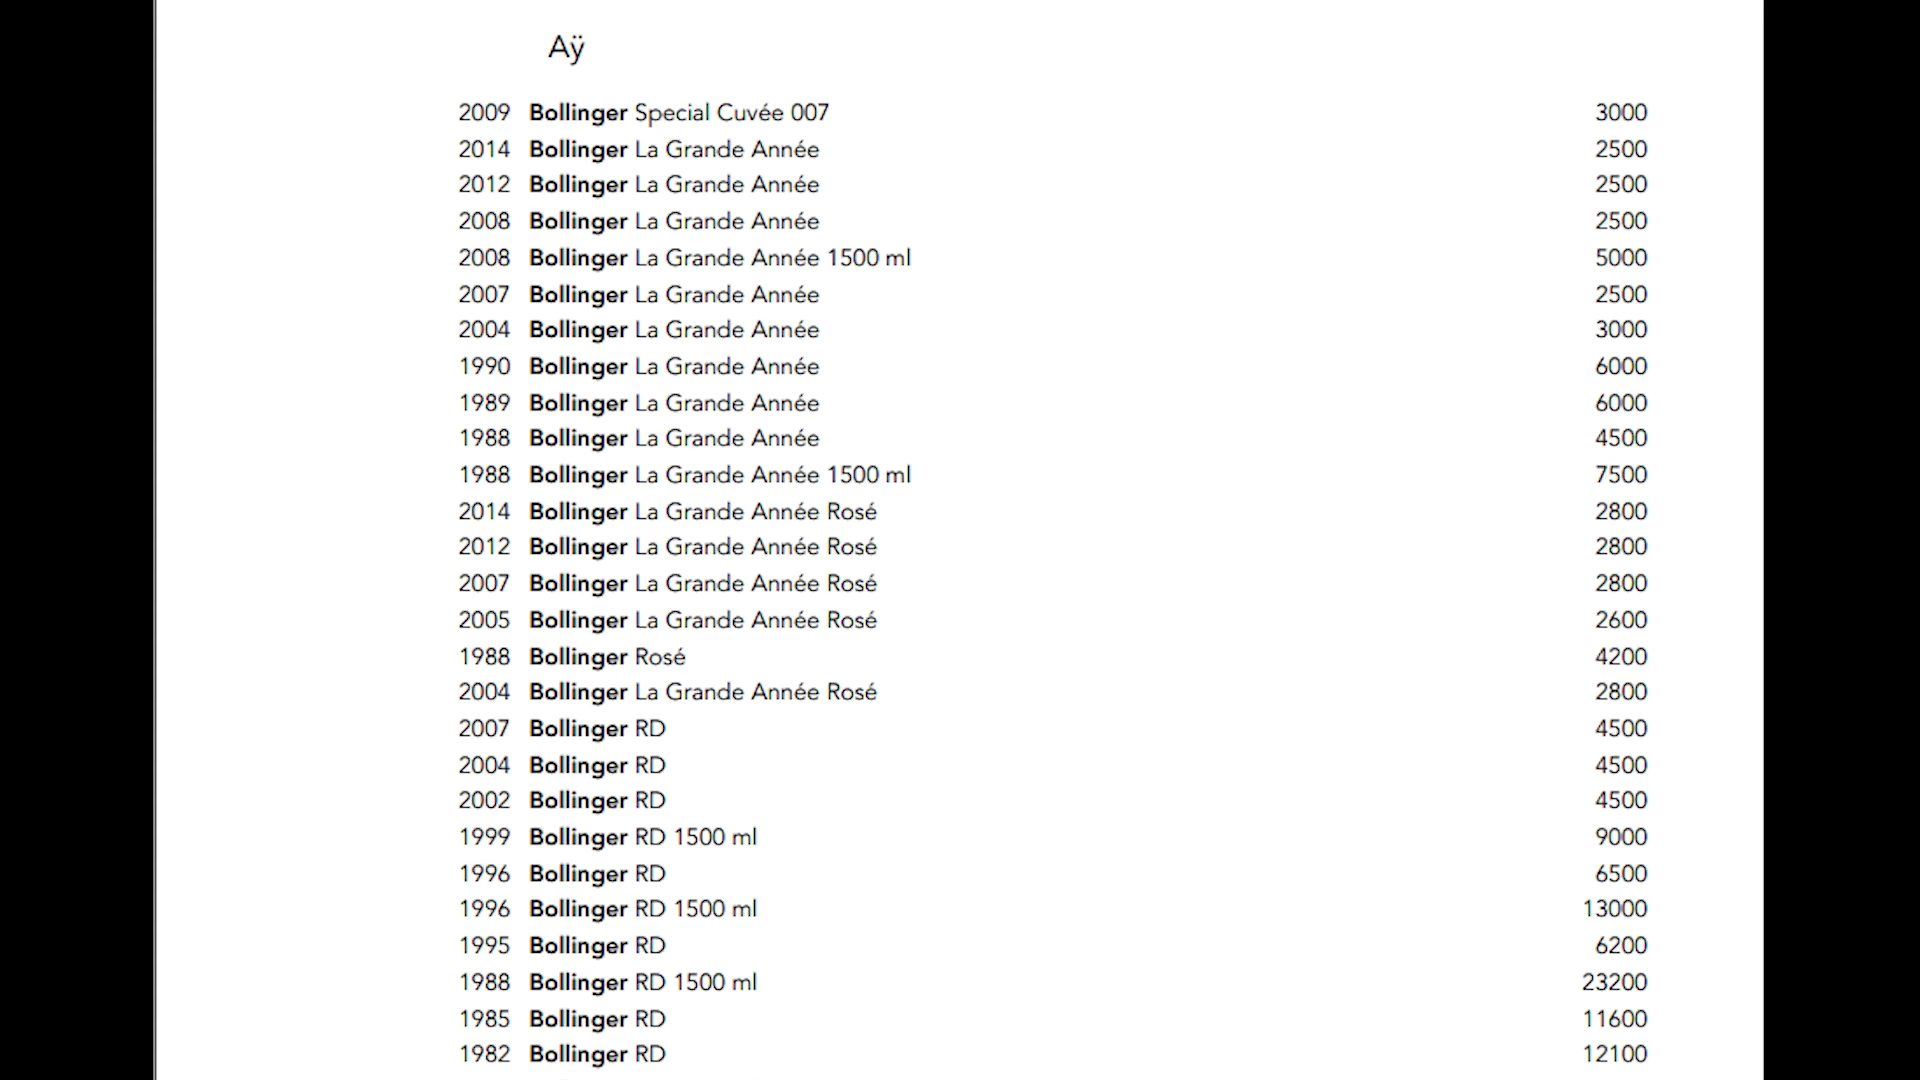 Aÿ
2009 Bollinger Special Cuvée 007 3000
2014 Bollinger La Grande Année 2500
2012 Bollinger La Grande Année 2500
2008 Bollinger La Grande Année 2500
2008 Bollinger La Grande Année 1500 ml 5000
2007 Bollinger La Grande Année 2500
2004 Bollinger La Grande Année 3000
1990 Bollinger La Grande Année 6000
1989 Bollinger La Grande Année 6000
1988 Bollinger La Grande Année 4500
1988 Bollinger La Grande Année 1500 ml 7500
2014 Bollinger La Grande Année Rosé 2800
2012 Bollinger La Grande Année Rosé 2800
2007 Bollinger La Grande Année Rosé 2800
2005 Bollinger La Grande Année Rosé 2600
1988 Bollinger Rosé 4200
2004 Bollinger La Grande Année Rosé 2800
2007 Bollinger RD 4500
2004 Bollinger RD 4500
2002 Bollinger RD 4500
1999 Bollinger RD 1500 ml 9000
1996 Bollinger RD 6500
1996 Bollinger RD 1500 ml 13000
1995 Bollinger RD 6200
1988 Bollinger RD 1500 ml 23200
1985 Bollinger RD 11600
1982 Bollinger RD 12100